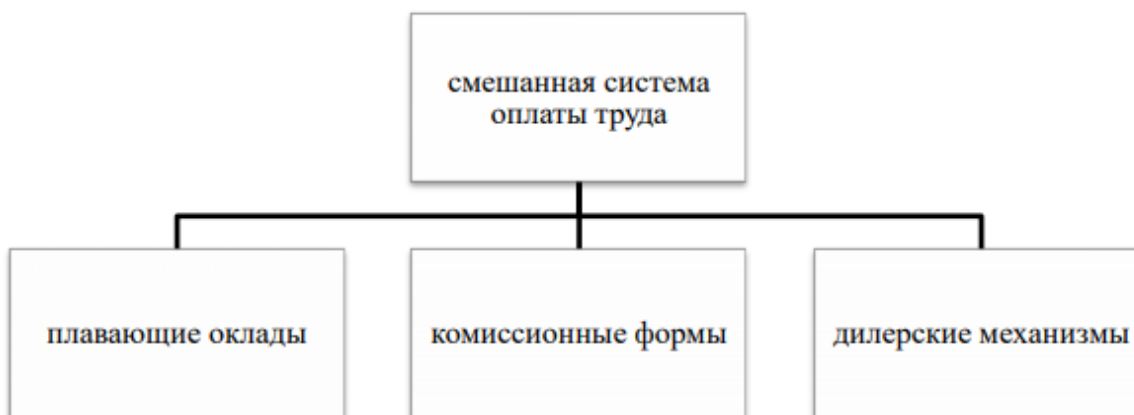 смешанная система
оплаты труда
плавающие оклады
комиссионные формы
дилерские механизмы